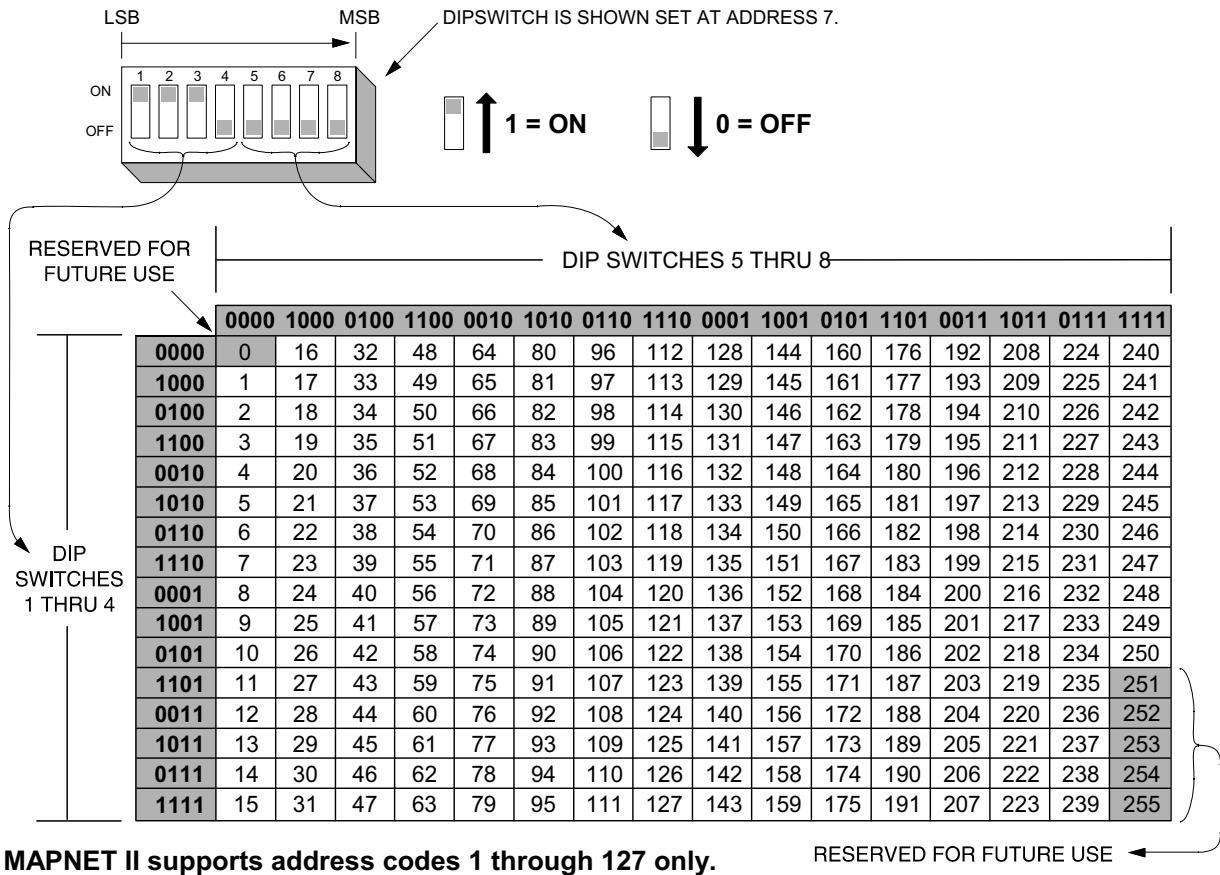 LSB MSB DIPSWITCH IS SHOWN SET AT ADDRESS 7.
1 2 3 4 5 6 7 8
ON
OFF
1 = ON 0 = OFF
RESERVED FOR
FUTURE USE
DIP SWITCHES 5 THRU 8
0000 1000 0100 1100 0010 1010 0110 1110 0001 1001 0101 1101 0011 1011 0111 1111
0000 0 16 32 48 64 80 96 112 128 144 160 176 192 208 224 240
1000 1 17 33 49 65 81 97 113 129 145 161 177 193 209 225 241
0100 2 18 34 50 66 82 98 114 130 146 162 178 194 210 226 242
1100 3 19 35 51 67 83 99 115 131 147 163 179 195 211 227 243
0010 4 20 36 52 68 84 100 116 132 148 164 180 196 212 228 244
1010 5 21 37 53 69 85 101 117 133 149 165 181 197 213 229 245
0110 6 22 38 54 70 86 102 118 134 150 166 182 198 214 230 246
1110 7 23 39 55 71 87 103 119 135 151 167 183 199 215 231 247
0001 8 24 40 56 72 88 104 120 136 152 168 184 200 216 232 248
1001 9 25 41 57 73 89 105 121 137 153 169 185 201 217 233 249
0101 10 26 42 58 74 90 106 122 138 154 170 186 202 218 234 250
1101 11 27 43 59 75 91 107 123 139 155 171 187 203 219 235 251
0011 12 28 44 60 76 92 108 124 140 156 172 188 204 220 236 252
1011 13 29 45 61 77 93 109 125 141 157 173 189 205 221 237 253
0111 14 30 46 62 78 94 110 126 142 158 174 190 206 222 238 254
1111 15 31 47 63 79 95 111 127 143 159 175 191 207 223 239 255
DIP
SWITCHES
1 THRU 4
MAPNET II supports address codes 1 through 127 only.
RESERVED FOR FUTURE USE